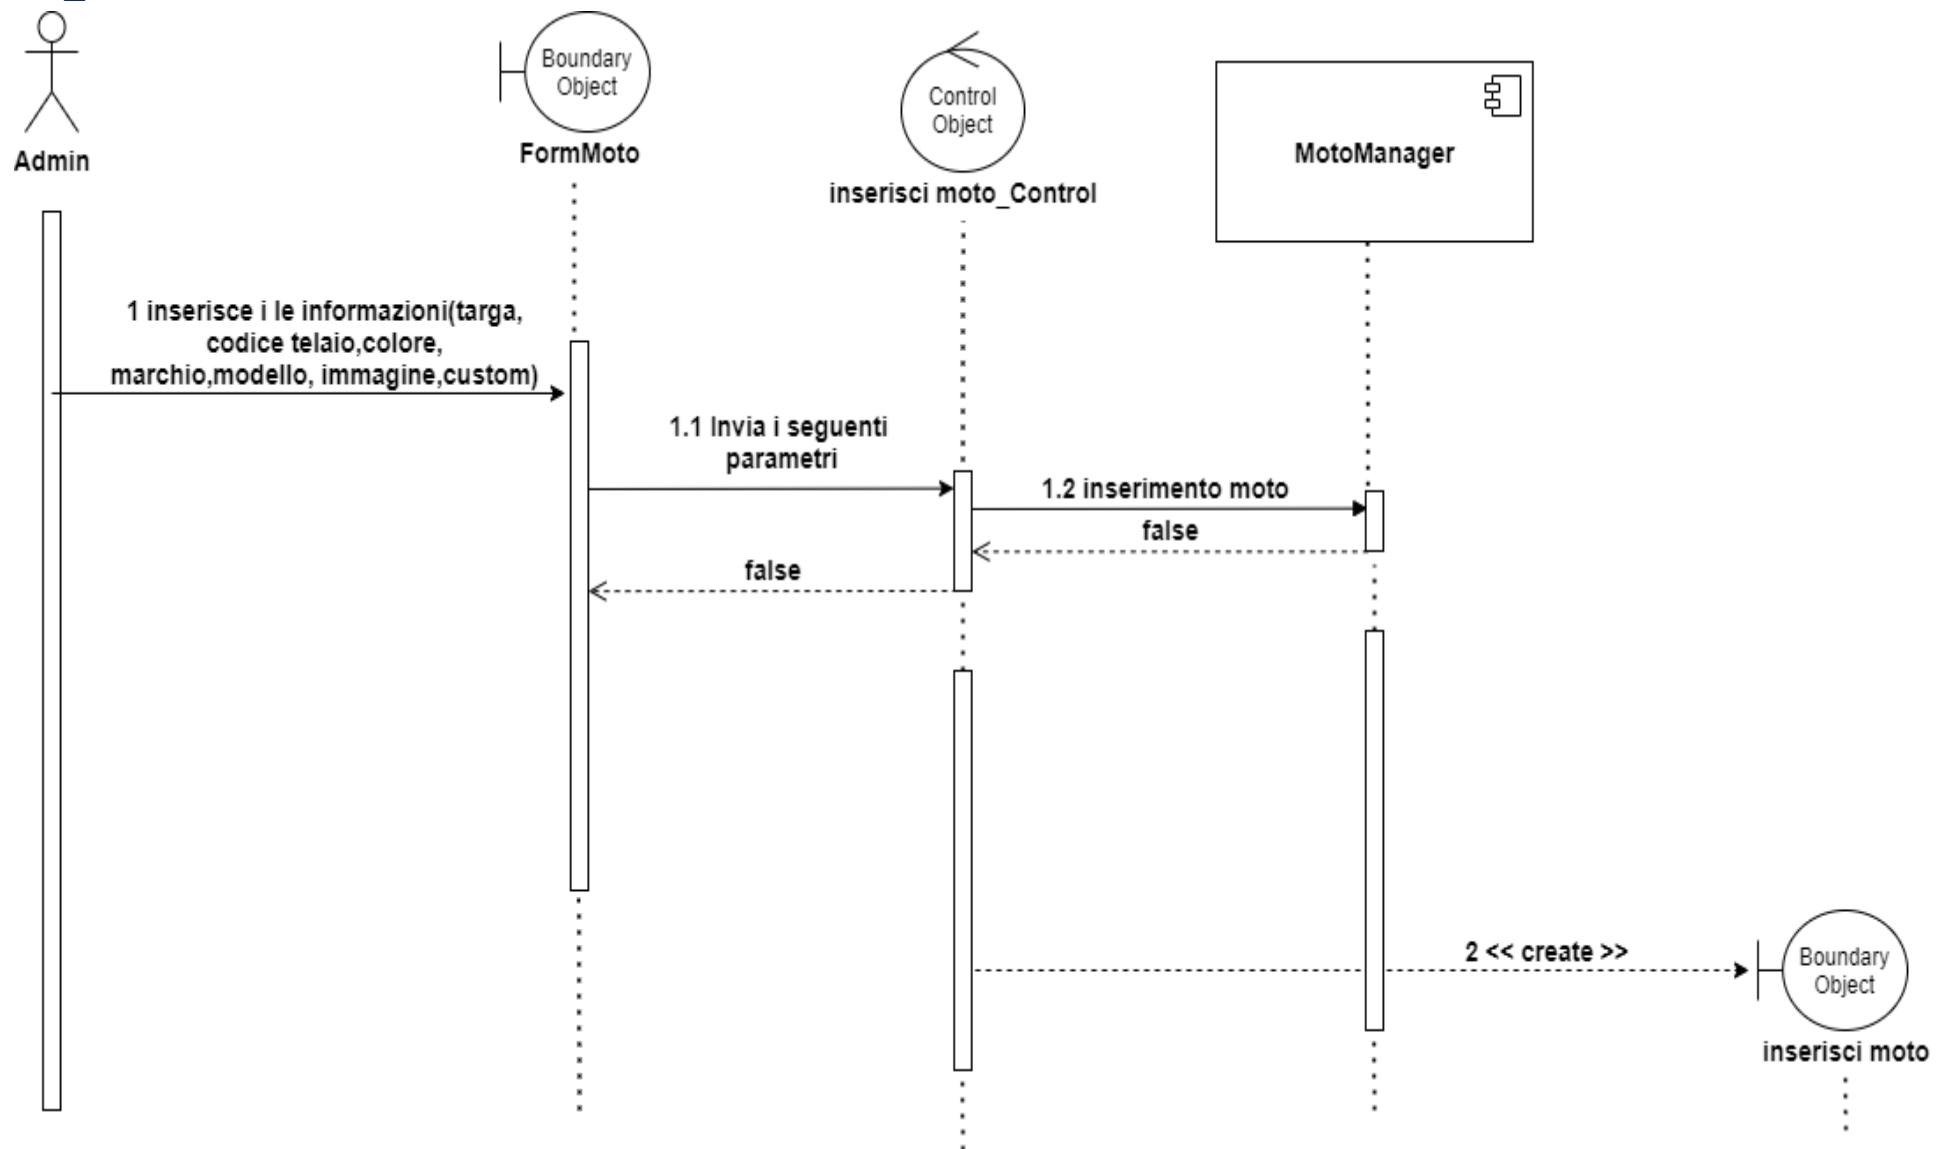 Boundary
Object
FormMoto
Admin
Control
Object
inserisci moto_Control
MotoManager
1 inserisce i le informazioni(targa,
codice telaio,colore,
marchio,modello, immagine,custom)
1.1 Invia i seguenti
parametri
1.2 inserimento moto
false
false
2 << create >>
Boundary
Object
inserisci moto